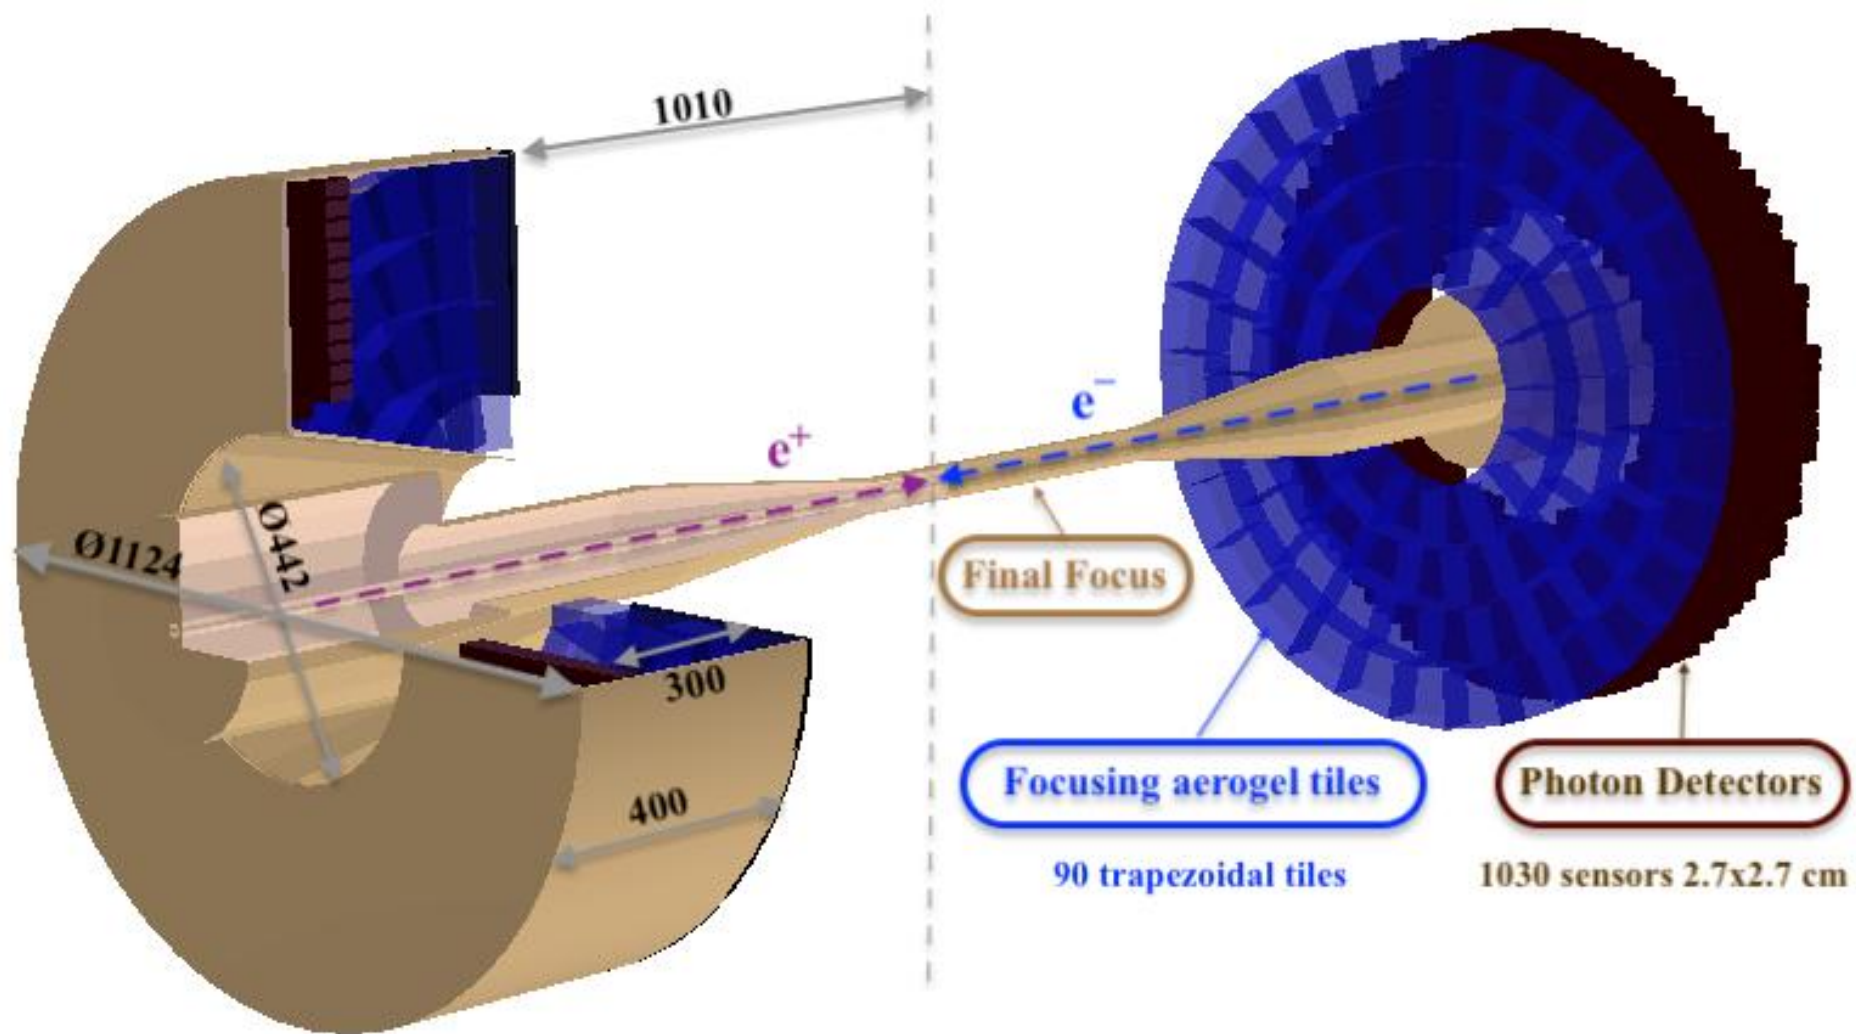 1010
e⁻
e⁺
Ø442
Ø1124
Final Focus
300
Focusing aerogel tiles
Photon Detectors
400
90 trapezoidal tiles
1030 sensors 2.7x2.7 cm